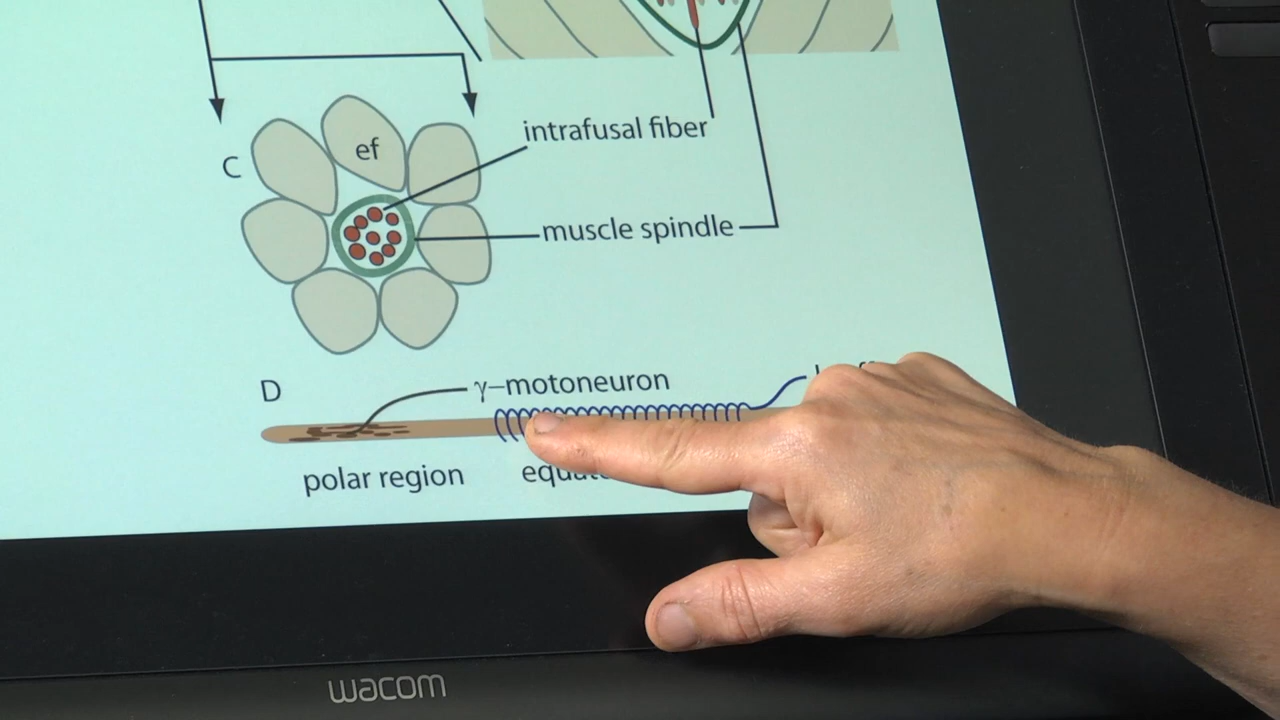 intrafusal fiber
C
ef
muscle spindle
D
γ–motoneuron
polar region
wacom